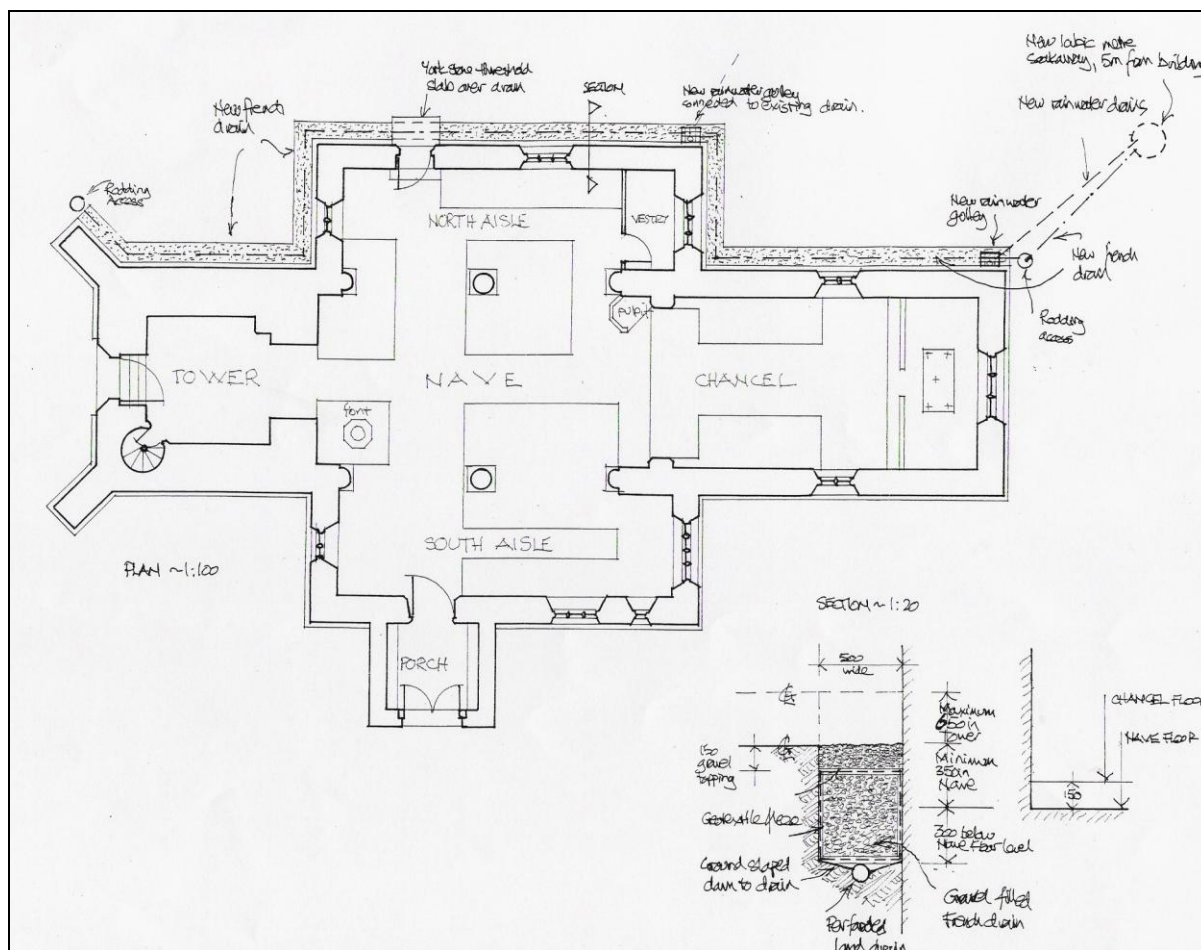 New cubic metre
soakaway, 5m from building
New rainwater drains
York stone threshold
slab over drain
SECTION
New rainwater gulley
connected to existing drain.
New french
drain
Rodding
Access
NORTH AISLE
VESTRY
New rainwater
gulley
New french
drain
Rodding
access
PULPIT
TOWER
NAVE
CHANCEL
font
SOUTH AISLE
PLAN ~ 1:100
PORCH
SECTION ~ 1:20
500
wide
GL
Maximum
650 in
Tower
CHANCEL FLOOR
NAVE FLOOR
150
gravel
topping
GL
Minimum
350 in
Nave
150
Geotextile fleece
300 below
Nave floor level
Ground sloped
down to drain
Gravel filled
French drain
Perforated
land drain